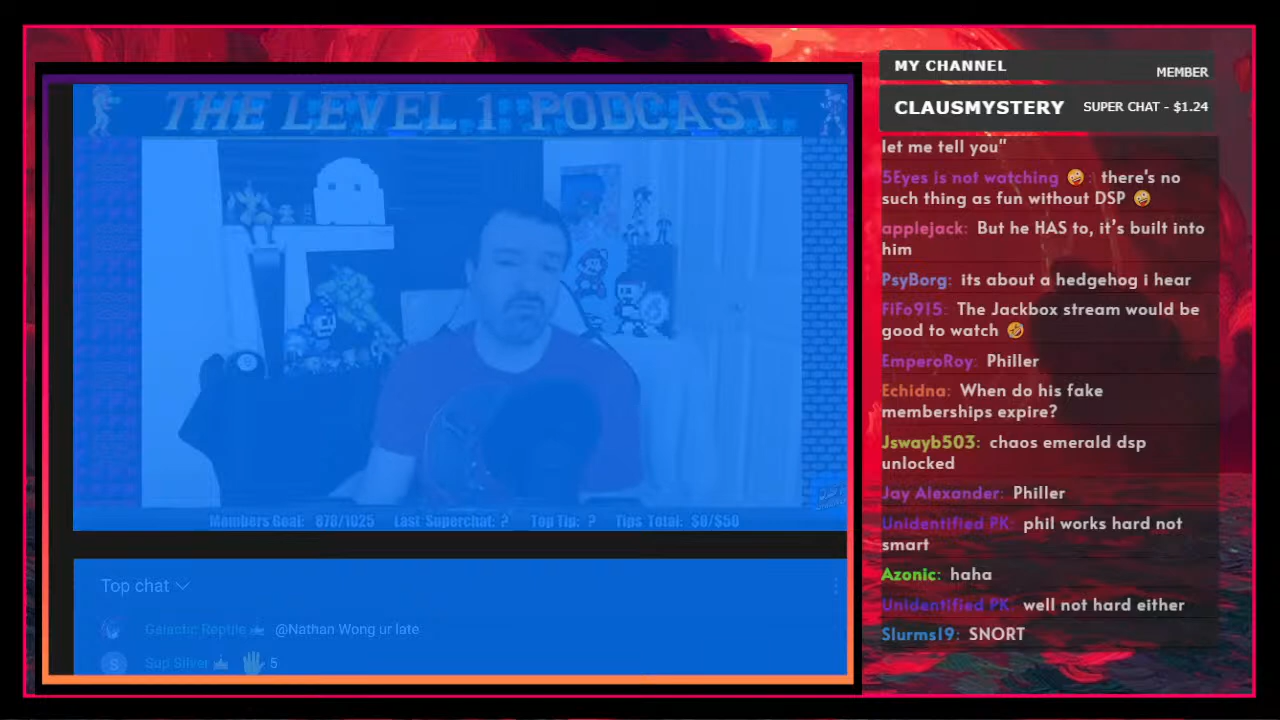 THE LEVEL 1 PODCAST
Members Goal: 878/1025 Last Superchat: ? Top Tip: ? Tips Total: $0/$50
Top chat
Galactic Reptile @Nathan Wong ur late
S Sup Silver 5
MY CHANNEL
MEMBER
CLAUSMYSTERY SUPER CHAT - $1.24
let me tell you"
5Eyes is not watching : there's no
such thing as fun without DSP
applejack: But he HAS to, it's built into
him
PsyBorg: its about a hedgehog i hear
FiFo915: The Jackbox stream would be
good to watch
EmperoRoy: Philler
Echidna: When do his fake
memberships expire?
Jswayb503: chaos emerald dsp
unlocked
Jay Alexander: Philler
Unidentified PK: phil works hard not
smart
Azonic: haha
Unidentified PK: well not hard either
Slurms19: SNORT